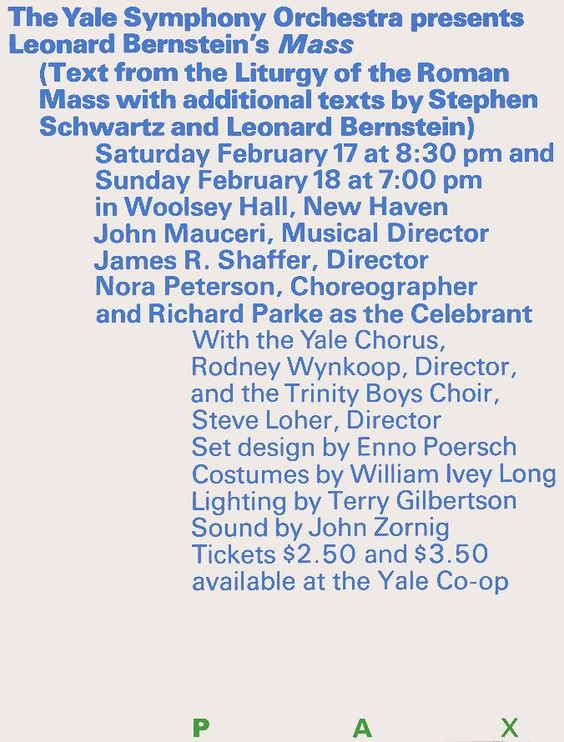 The Yale Symphony Orchestra presents
Leonard Bernstein's Mass
(Text from the Liturgy of the Roman
Mass with additional texts by Stephen
Schwartz and Leonard Bernstein)
Saturday February 17 at 8:30 pm and
Sunday February 18 at 7:00 pm
in Woolsey Hall, New Haven
John Mauceri, Musical Director
James R. Shaffer, Director
Nora Peterson, Choreographer
and Richard Parke as the Celebrant
With the Yale Chorus,
Rodney Wynkoop, Director,
and the Trinity Boys Choir,
Steve Loher, Director
Set design by Enno Poersch
Costumes by William Ivey Long
Lighting by Terry Gilbertson
Sound by John Zornig
Tickets $2.50 and $3.50
available at the Yale Co-op
P A X